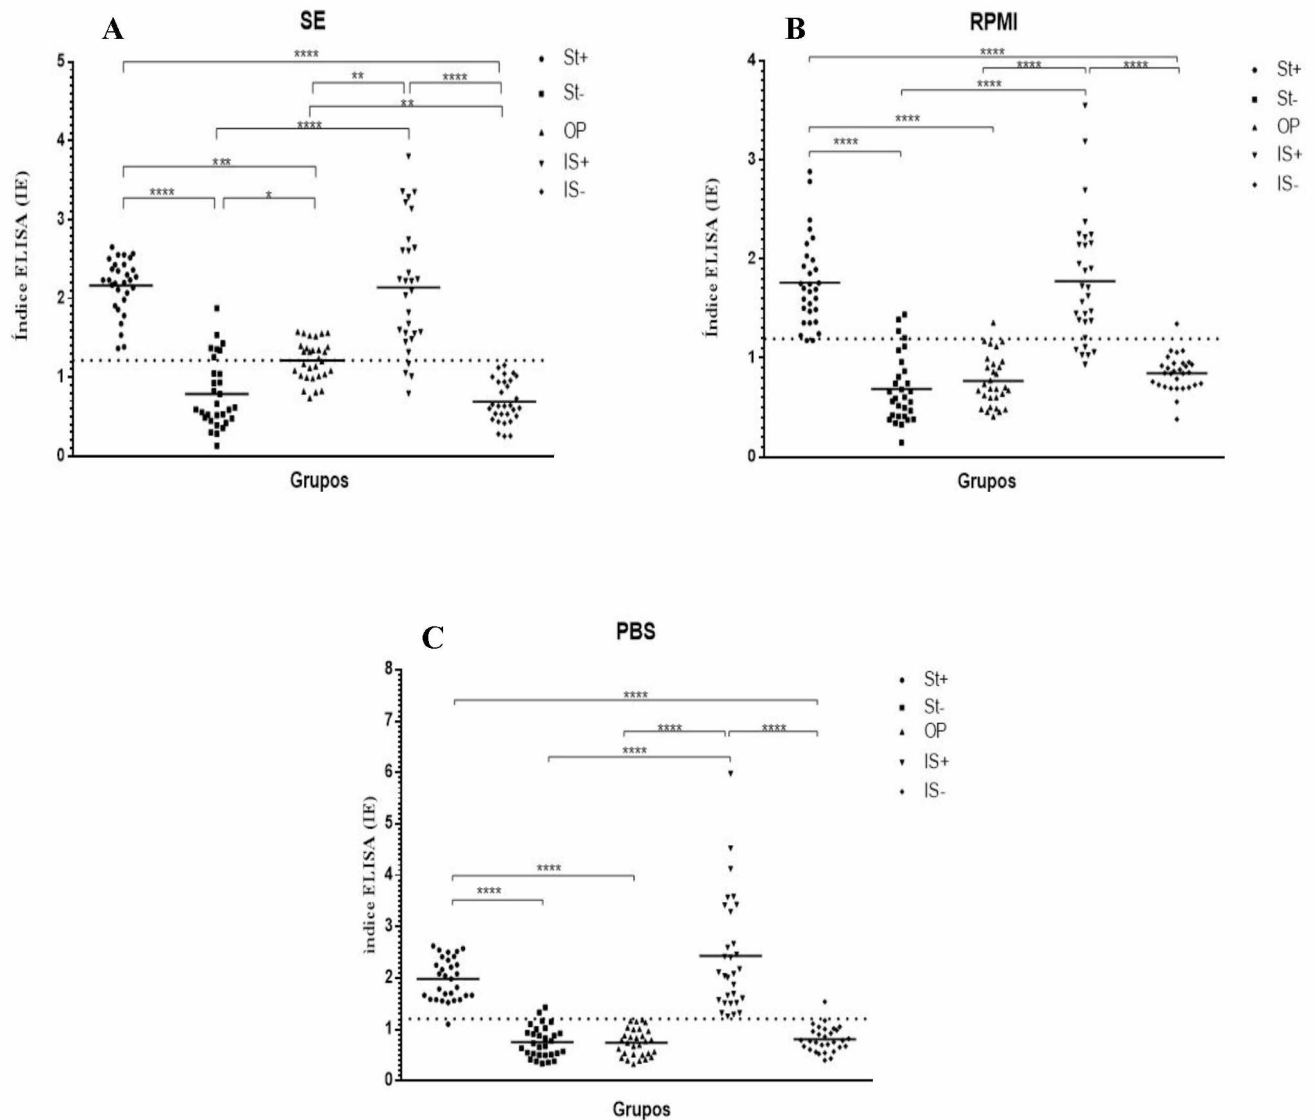 A
SE
Índice ELISA (IE)
5
4
3
2
1
0
****
** ****
**
****
***
**** *
St+
St-
OP
IS+
IS-
Grupos
B
RPMI
Índice ELISA (IE)
4
3
2
1
0
****
**** ****
****
****
****
St+
St-
OP
IS+
IS-
Grupos
C
PBS
índice ELISA (IE)
8
7
6
5
4
3
2
1
0
****
**** ****
****
****
****
St+
St-
OP
IS+
IS-
Grupos